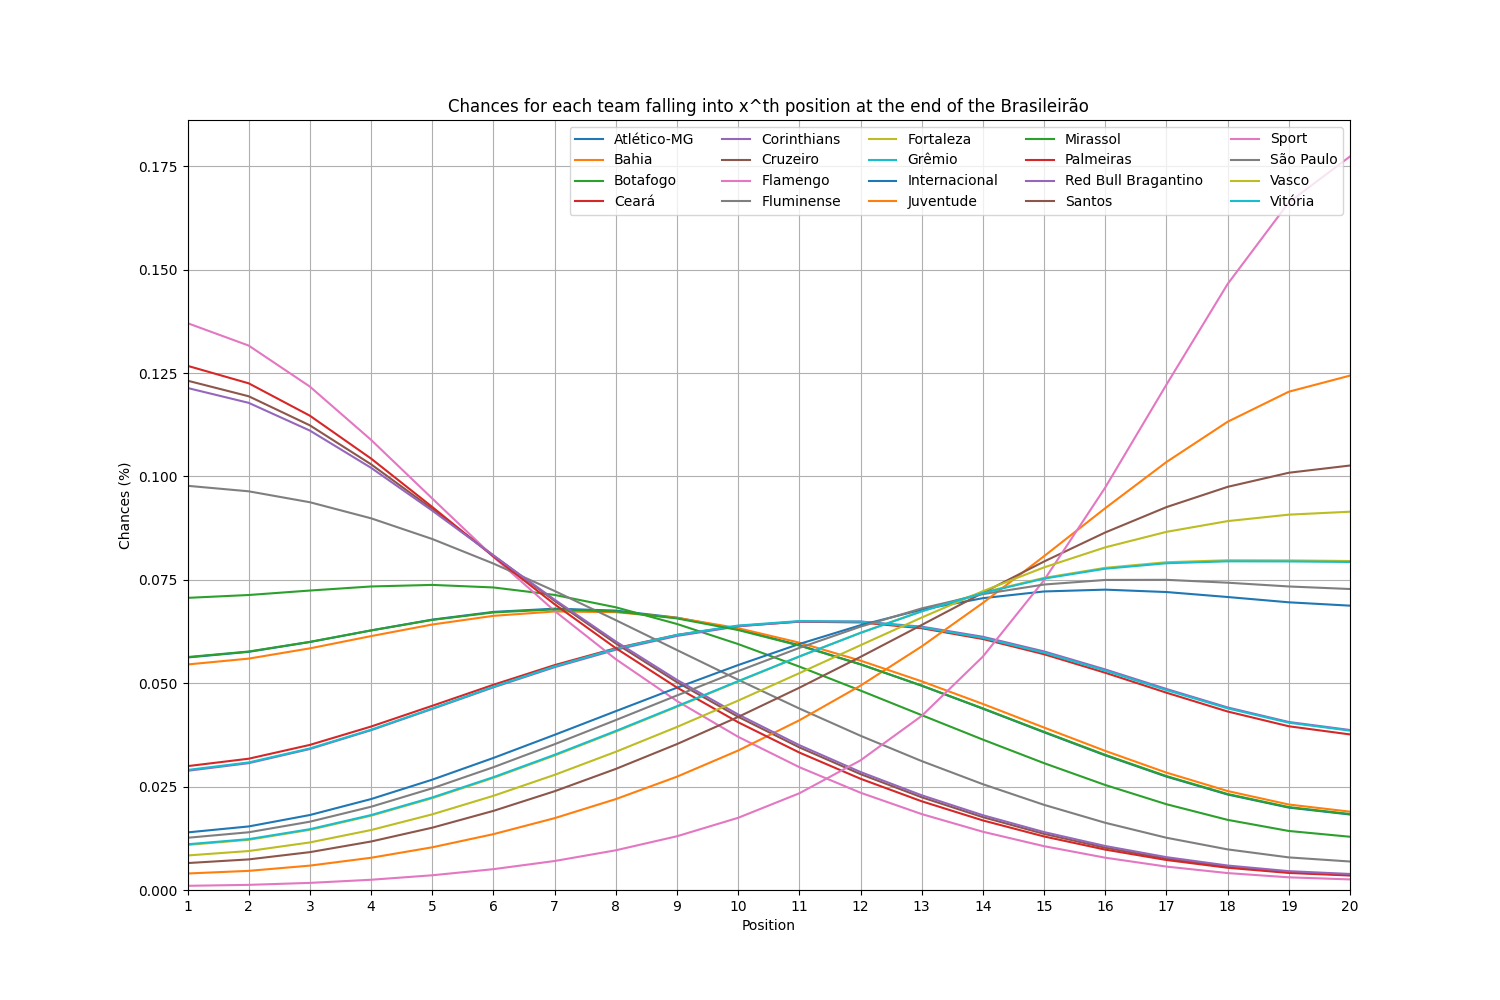 Chances for each team falling into x^th position at the end of the Brasileirão
Atlético-MG
Bahia
Botafogo
Ceará
Corinthians
Cruzeiro
Flamengo
Fluminense
Fortaleza
Grêmio
Internacional
Juventude
Mirassol
Palmeiras
Red Bull Bragantino
Santos
Sport
São Paulo
Vasco
Vitória
Chances (%)
0.175
0.150
0.125
0.100
0.075
0.050
0.025
0.000
1 2 3 4 5 6 7 8 9 10 11 12 13 14 15 16 17 18 19 20
Position